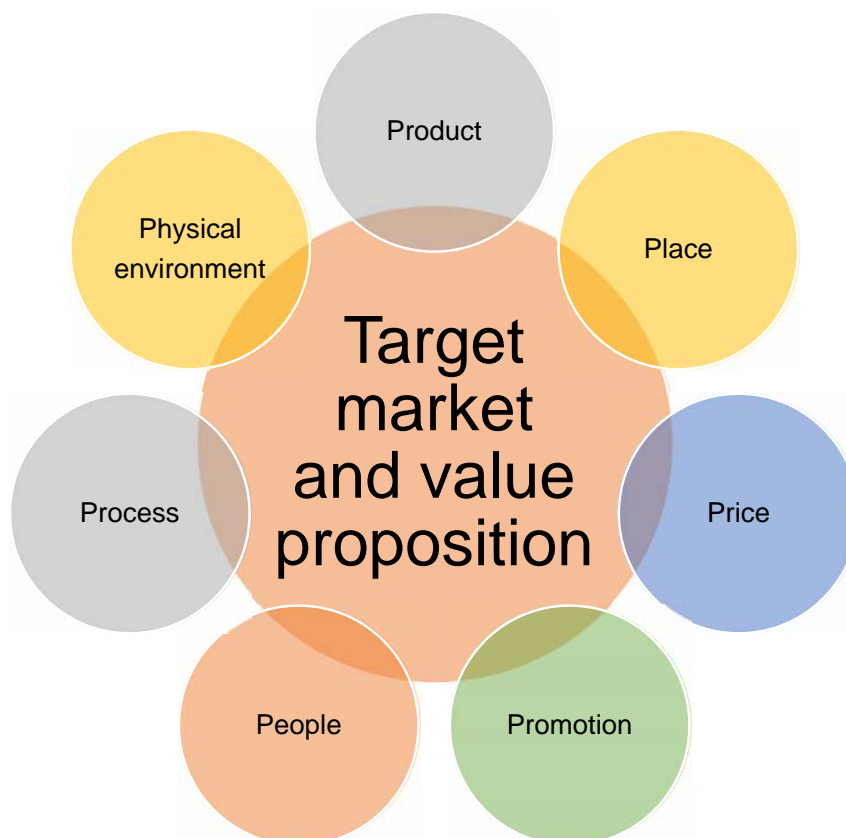 Product
Place
Price
Promotion
People
Process
Physical
environment
Target
market
and value
proposition